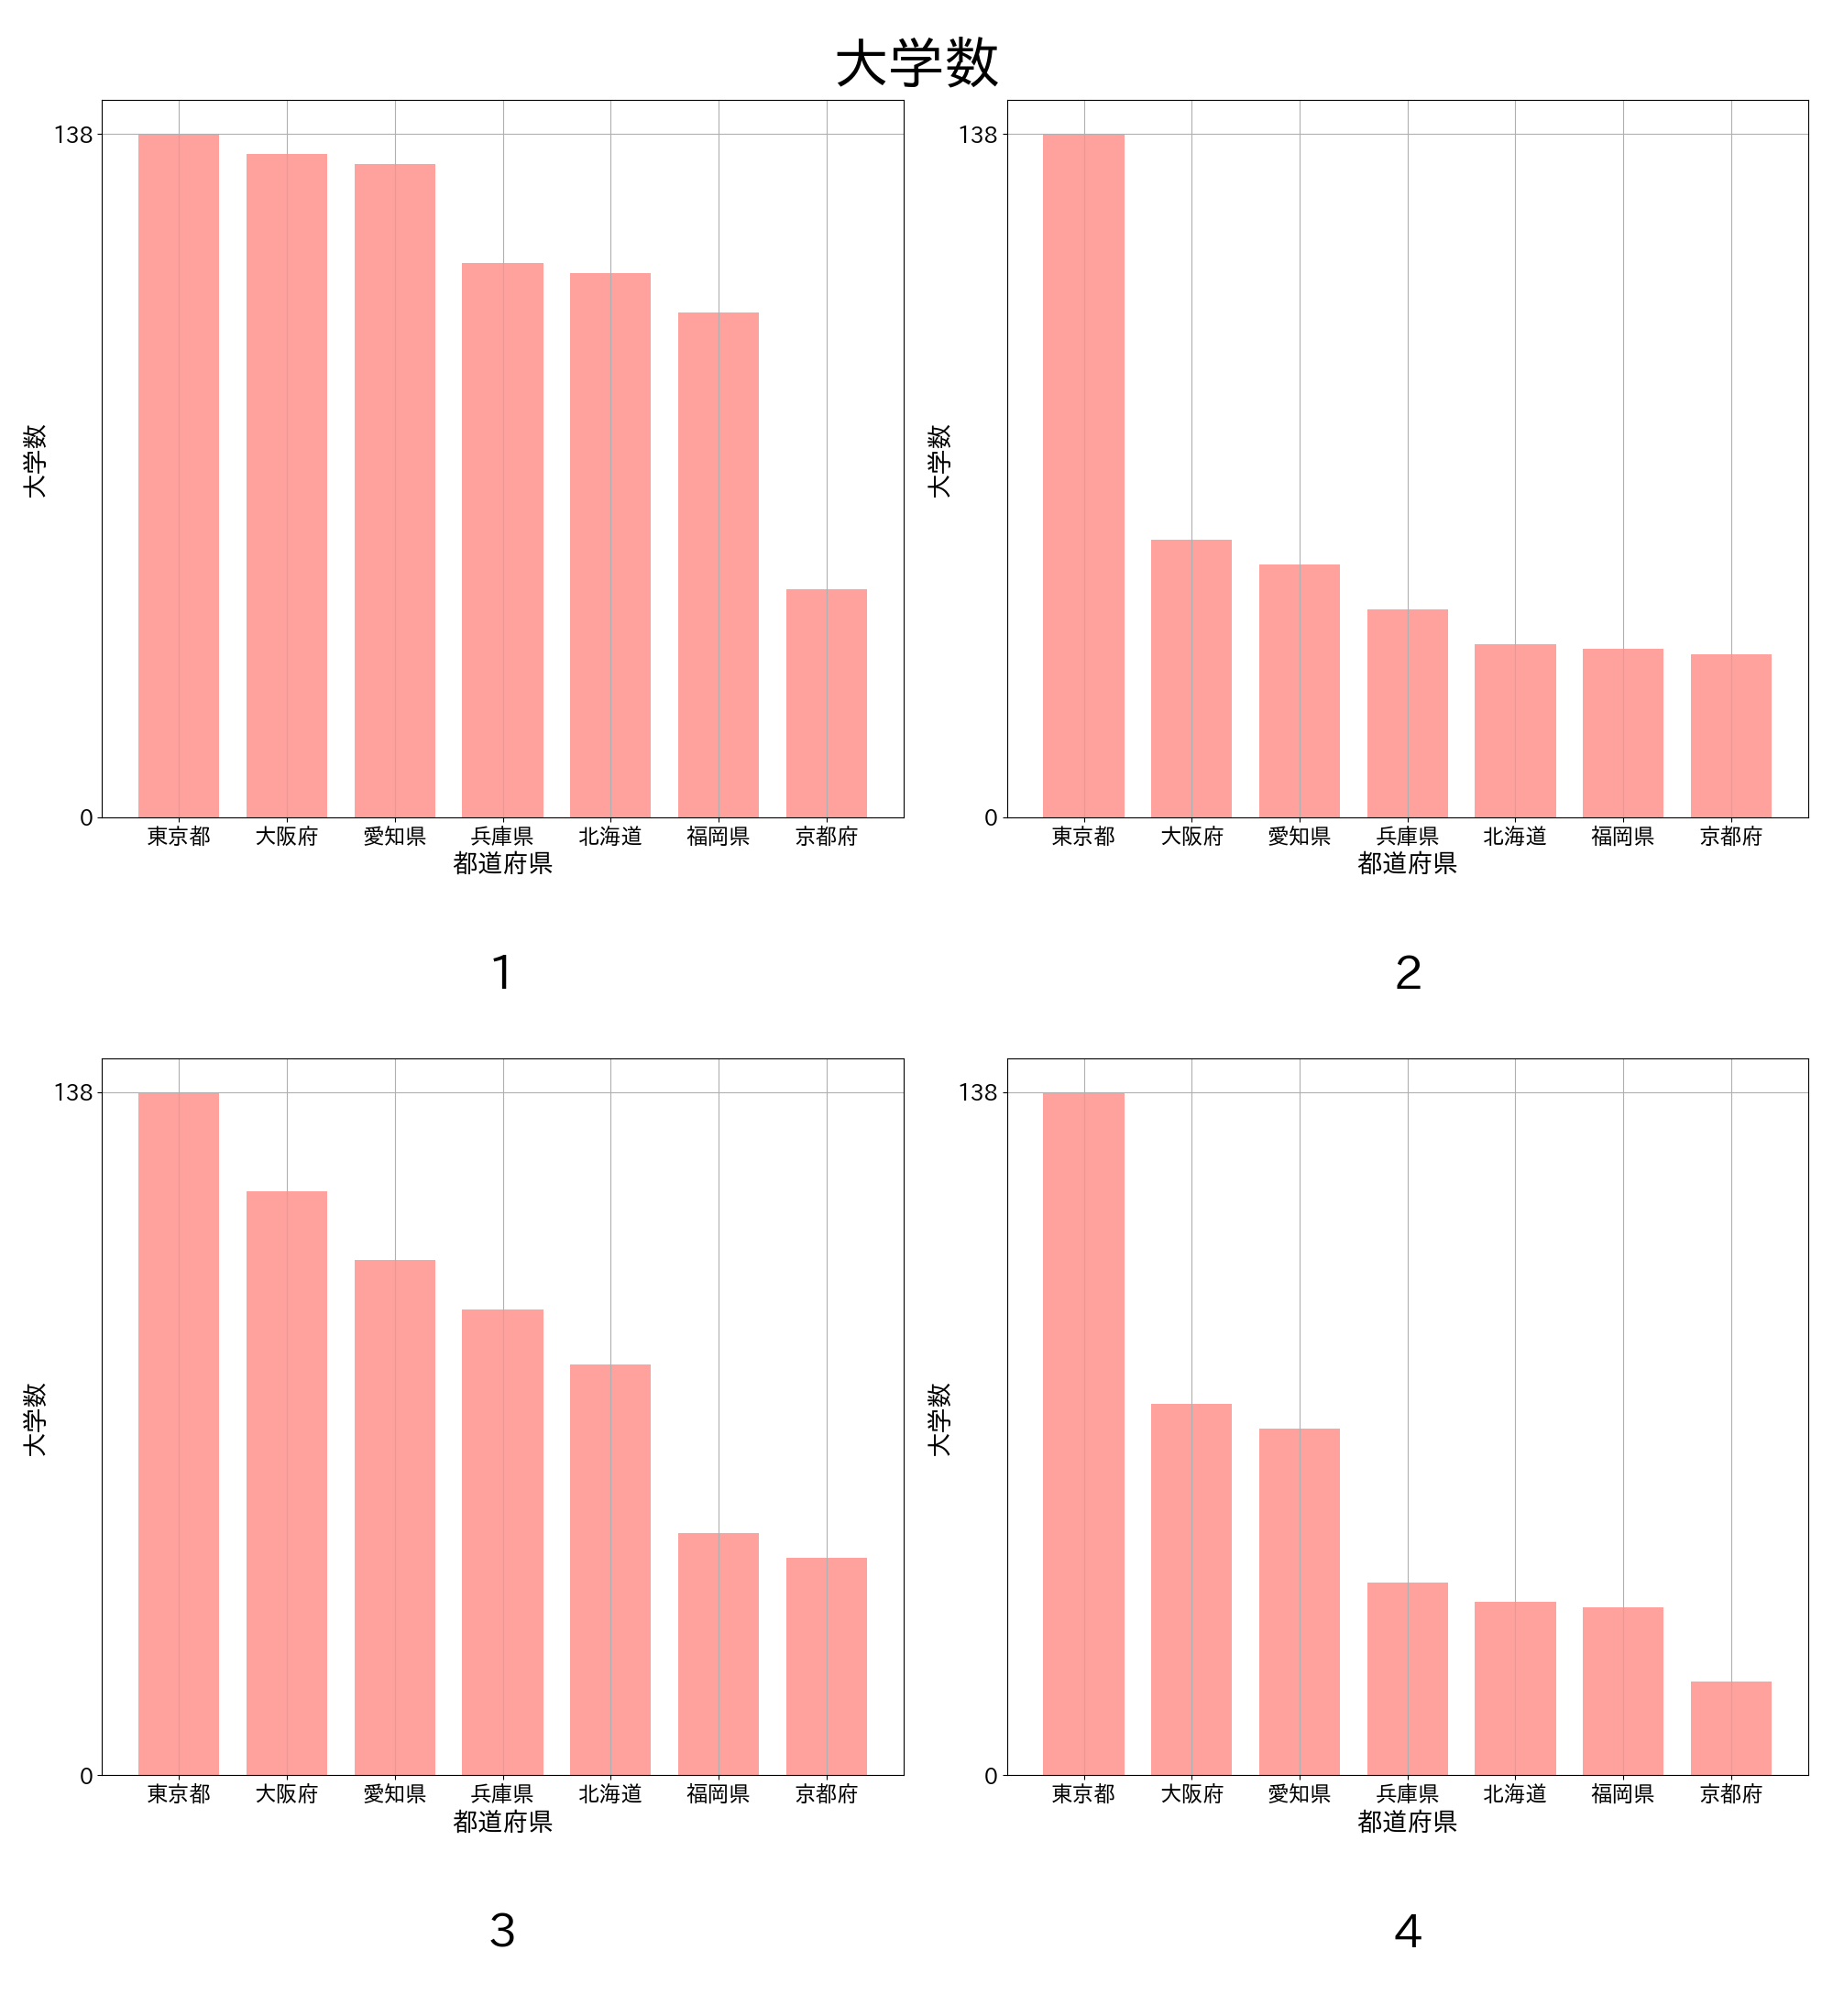 大学数
138
0
大学数
東京都 大阪府 愛知県 兵庫県 北海道 福岡県 京都府
都道府県
1
138
0
大学数
東京都 大阪府 愛知県 兵庫県 北海道 福岡県 京都府
都道府県
2
138
0
大学数
東京都 大阪府 愛知県 兵庫県 北海道 福岡県 京都府
都道府県
3
138
0
大学数
東京都 大阪府 愛知県 兵庫県 北海道 福岡県 京都府
都道府県
4